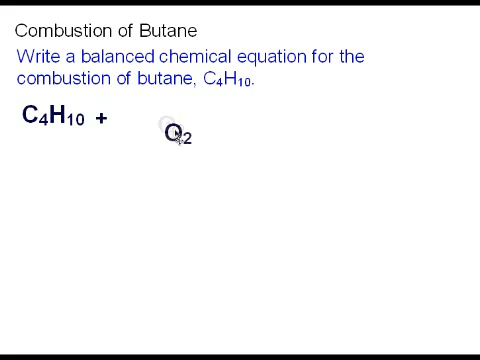 Combustion of Butane
Write a balanced chemical equation for the
combustion of butane, C₄H₁₀.
C₄H₁₀ + O₂